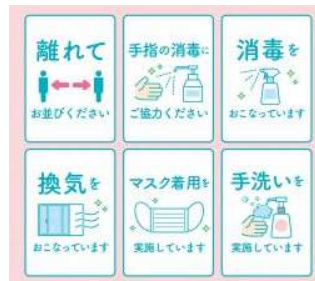 離れて
お並びください
手指の消毒に
ご協力ください
消毒を
おこなっています
換気を
おこなっています
マスク着用を
実施しています
手洗いを
実施しています